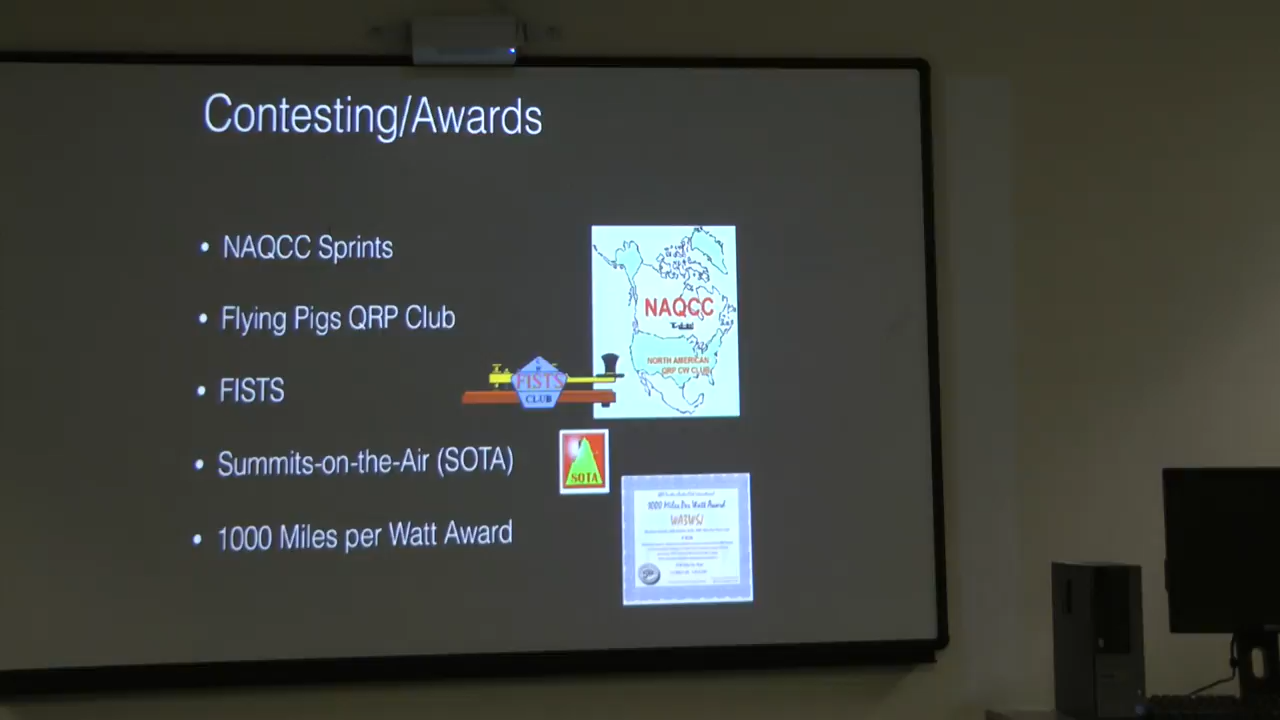 Contesting/Awards
• NAQCC Sprints
• Flying Pigs QRP Club
• FISTS
• Summits-on-the-Air (SOTA)
• 1000 Miles per Watt Award
NAQCC
NORTH AMERICAN
QRP CW CLUB
FISTS
CLUB
SOTA
1000 Miles Per Watt Award
WA3WSJ